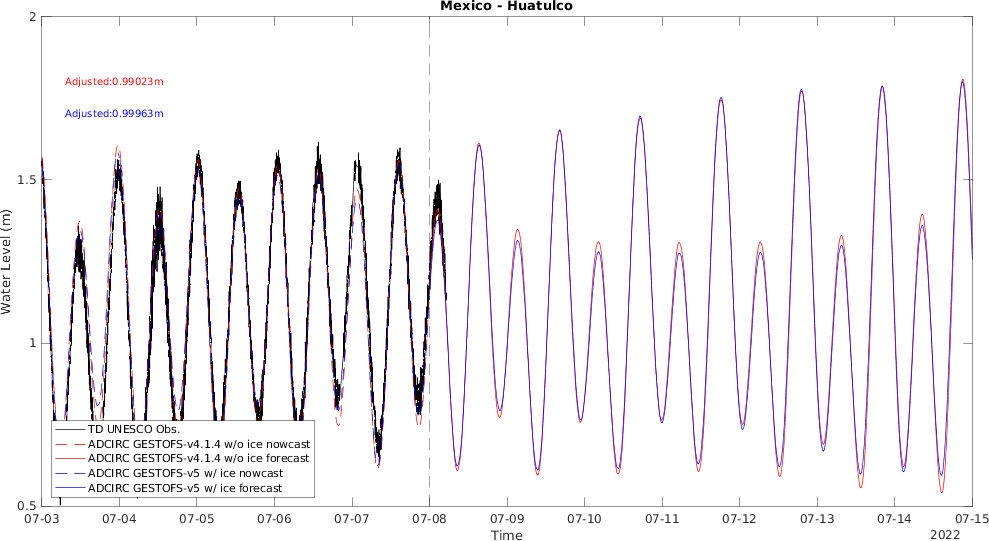 Mexico - Huatulco
2
Adjusted:0.99023m
Adjusted:0.99963m
1.5
Water Level (m)
1
TD UNESCO Obs.
ADCIRC GESTOFS-v4.1.4 w/o ice nowcast
ADCIRC GESTOFS-v4.1.4 w/o ice forecast
ADCIRC GESTOFS-v5 w/ ice nowcast
ADCIRC GESTOFS-v5 w/ ice forecast
0.5
07-03 07-04 07-05 07-06 07-07 07-08 07-09 07-10 07-11 07-12 07-13 07-14 07-15
Time
2022